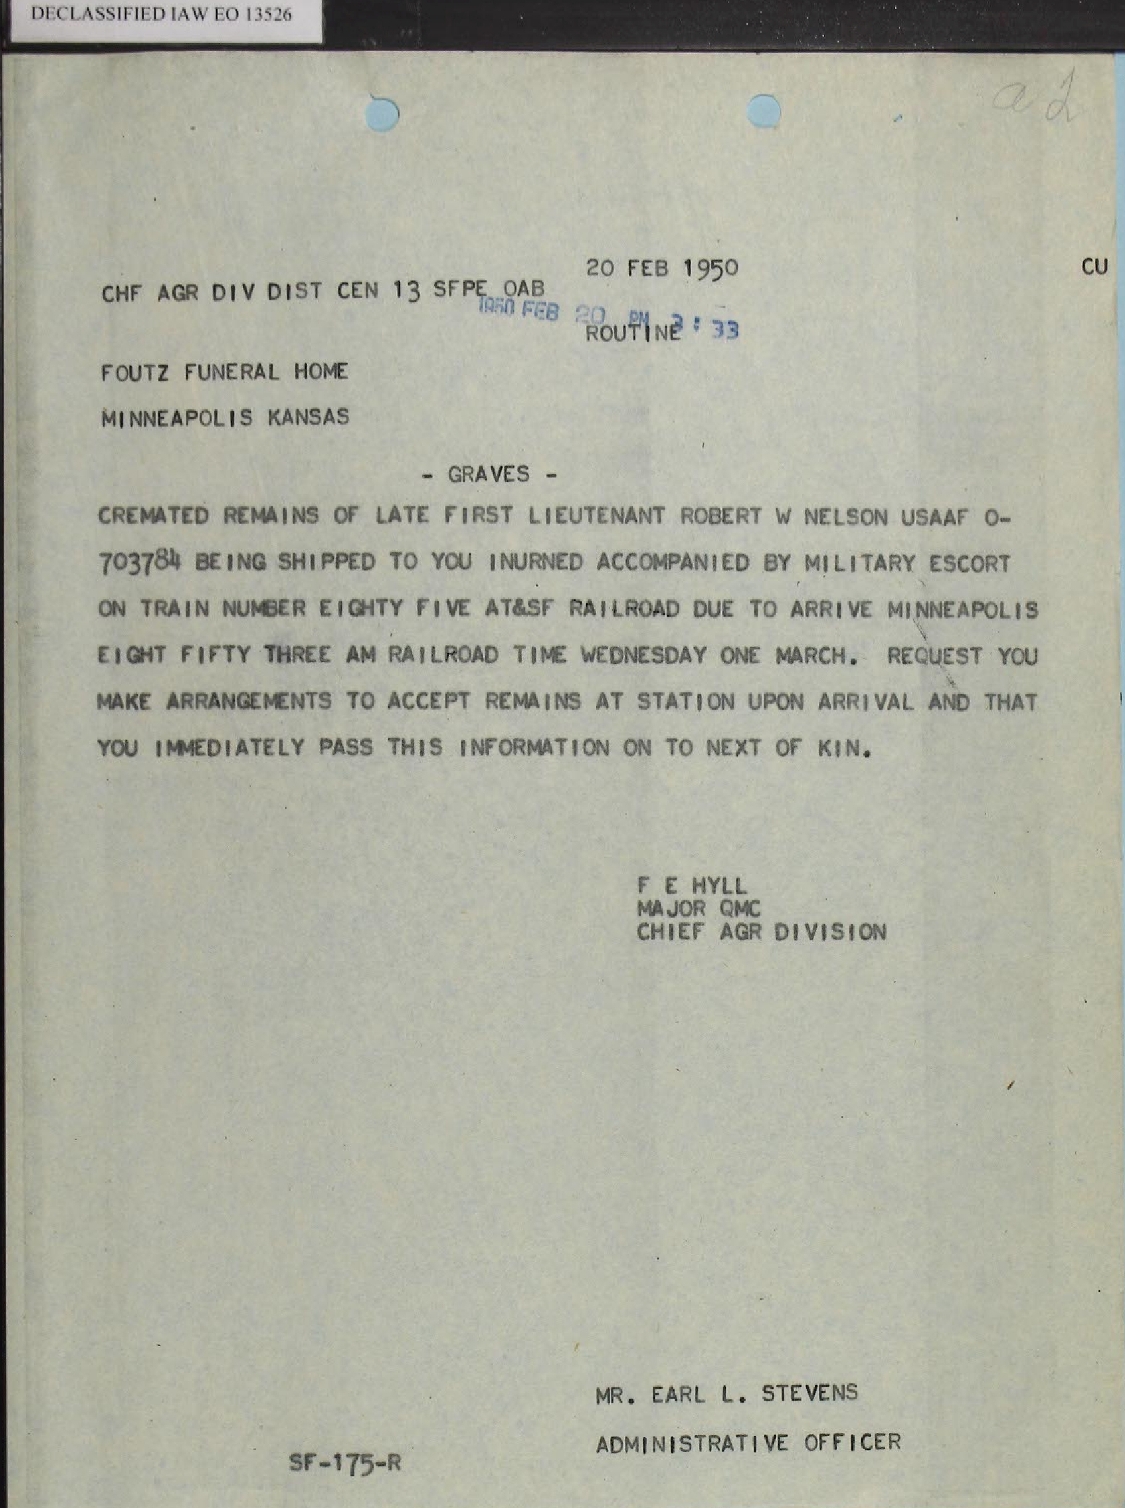 DECLASSIFIED IAW EO 13526
a 2
20 FEB 1950
CU
CHF AGR DIV DIST CEN 13 SFPE OAB
1950 FEB 20 PM 3:33
ROUTINE
FOUTZ FUNERAL HOME
MINNEAPOLIS KANSAS
- GRAVES -
CREMATED REMAINS OF LATE FIRST LIEUTENANT ROBERT W NELSON USAAF O-
703784 BEING SHIPPED TO YOU INURNED ACCOMPANIED BY MILITARY ESCORT
ON TRAIN NUMBER EIGHTY FIVE AT&SF RAILROAD DUE TO ARRIVE MINNEAPOLIS
EIGHT FIFTY THREE AM RAILROAD TIME WEDNESDAY ONE MARCH. REQUEST YOU
MAKE ARRANGEMENTS TO ACCEPT REMAINS AT STATION UPON ARRIVAL AND THAT
YOU IMMEDIATELY PASS THIS INFORMATION ON TO NEXT OF KIN.
F E HYLL
MAJOR QMC
CHIEF AGR DIVISION
MR. EARL L. STEVENS
ADMINISTRATIVE OFFICER
SF-175-R